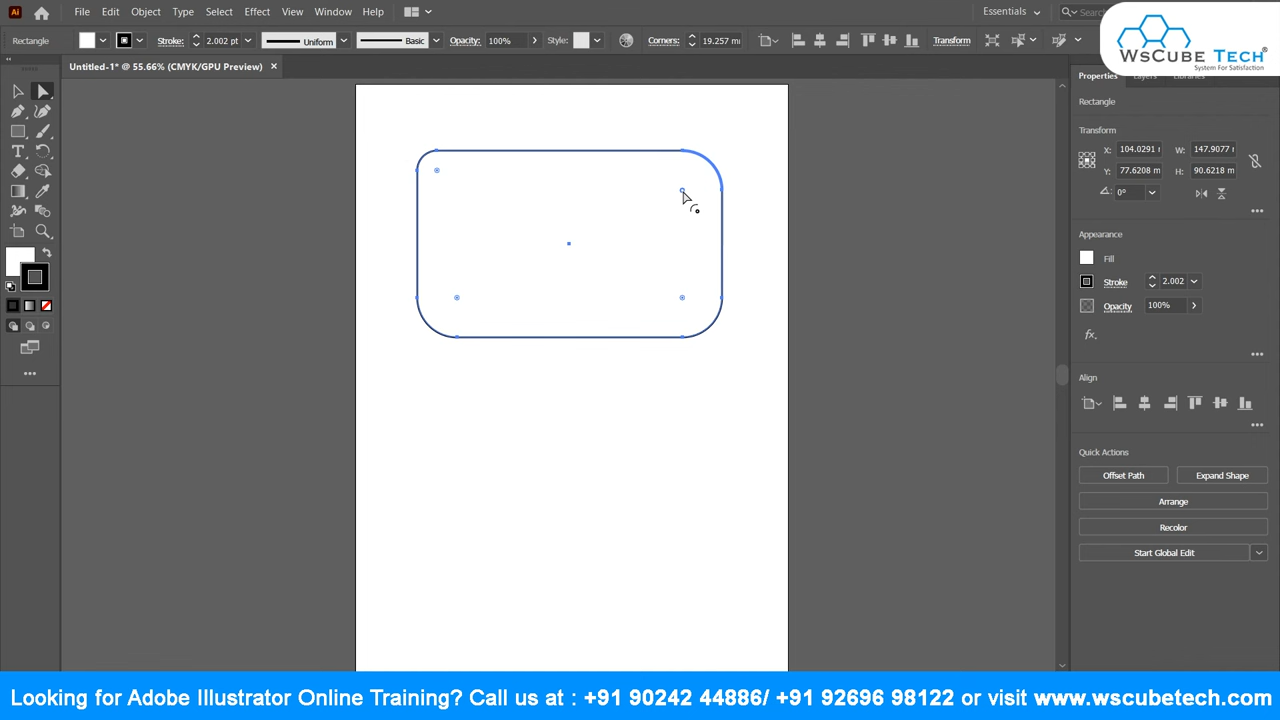 Ai File Edit Object Type Select Effect View Window Help Essentials
WsCube Tech®
System For Satisfaction
Rectangle Stroke: 2.002 pt Uniform Basic Opacity: 100% Style: Corners: 19.257 m Transform
Untitled-1* @ 55.66% (CMYK/GPU Preview) ×
Properties Layers Libraries
Rectangle
Transform
X: 104.0291 W: 147.9077
Y: 77.6208 H: 90.6218
0°
Appearance
Fill
Stroke 2.002
Opacity 100%
fx.
Align
Quick Actions
Offset Path Expand Shape
Arrange
Recolor
Start Global Edit
Looking for Adobe Illustrator Online Training? Call us at : +91 90242 44886/ +91 92696 98122 or visit www.wscubetech.com